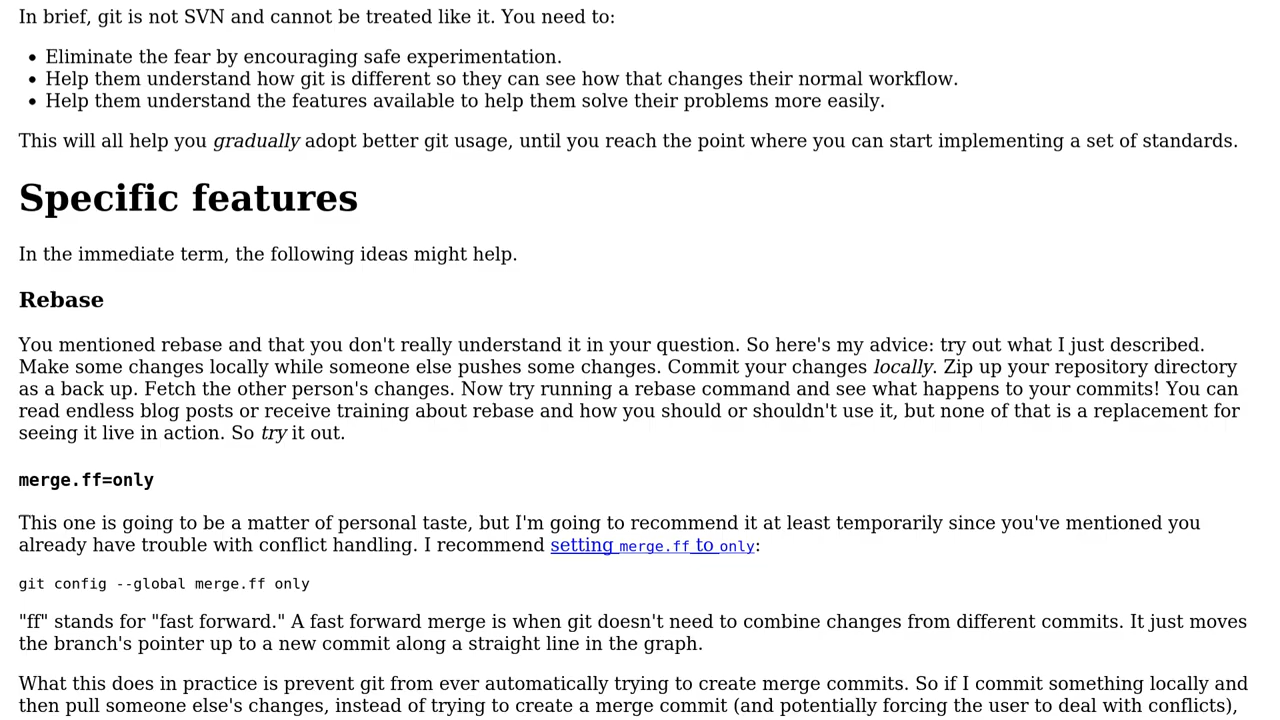 In brief, git is not SVN and cannot be treated like it. You need to:
• Eliminate the fear by encouraging safe experimentation.
• Help them understand how git is different so they can see how that changes their normal workflow.
• Help them understand the features available to help them solve their problems more easily.
This will all help you gradually adopt better git usage, until you reach the point where you can start implementing a set of standards.
Specific features
In the immediate term, the following ideas might help.
Rebase
You mentioned rebase and that you don't really understand it in your question. So here's my advice: try out what I just described.
Make some changes locally while someone else pushes some changes. Commit your changes locally. Zip up your repository directory
as a back up. Fetch the other person's changes. Now try running a rebase command and see what happens to your commits! You can
read endless blog posts or receive training about rebase and how you should or shouldn't use it, but none of that is a replacement for
seeing it live in action. So try it out.
merge.ff=only
This one is going to be a matter of personal taste, but I'm going to recommend it at least temporarily since you've mentioned you
already have trouble with conflict handling. I recommend setting merge.ff to only:
git config --global merge.ff only
"ff" stands for "fast forward." A fast forward merge is when git doesn't need to combine changes from different commits. It just moves
the branch's pointer up to a new commit along a straight line in the graph.
What this does in practice is prevent git from ever automatically trying to create merge commits. So if I commit something locally and
then pull someone else's changes, instead of trying to create a merge commit (and potentially forcing the user to deal with conflicts),